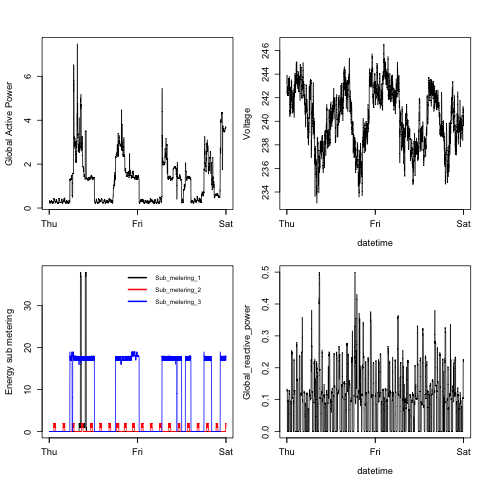 Global Active Power
6
4
2
0
Thu
Fri
Sat
Voltage
246
244
242
240
238
236
234
Thu
Fri
Sat
datetime
Energy sub metering
30
20
10
0
Sub_metering_1
Sub_metering_2
Sub_metering_3
Thu
Fri
Sat
Global_reactive_power
0.5
0.4
0.3
0.2
0.1
0.0
Thu
Fri
Sat
datetime